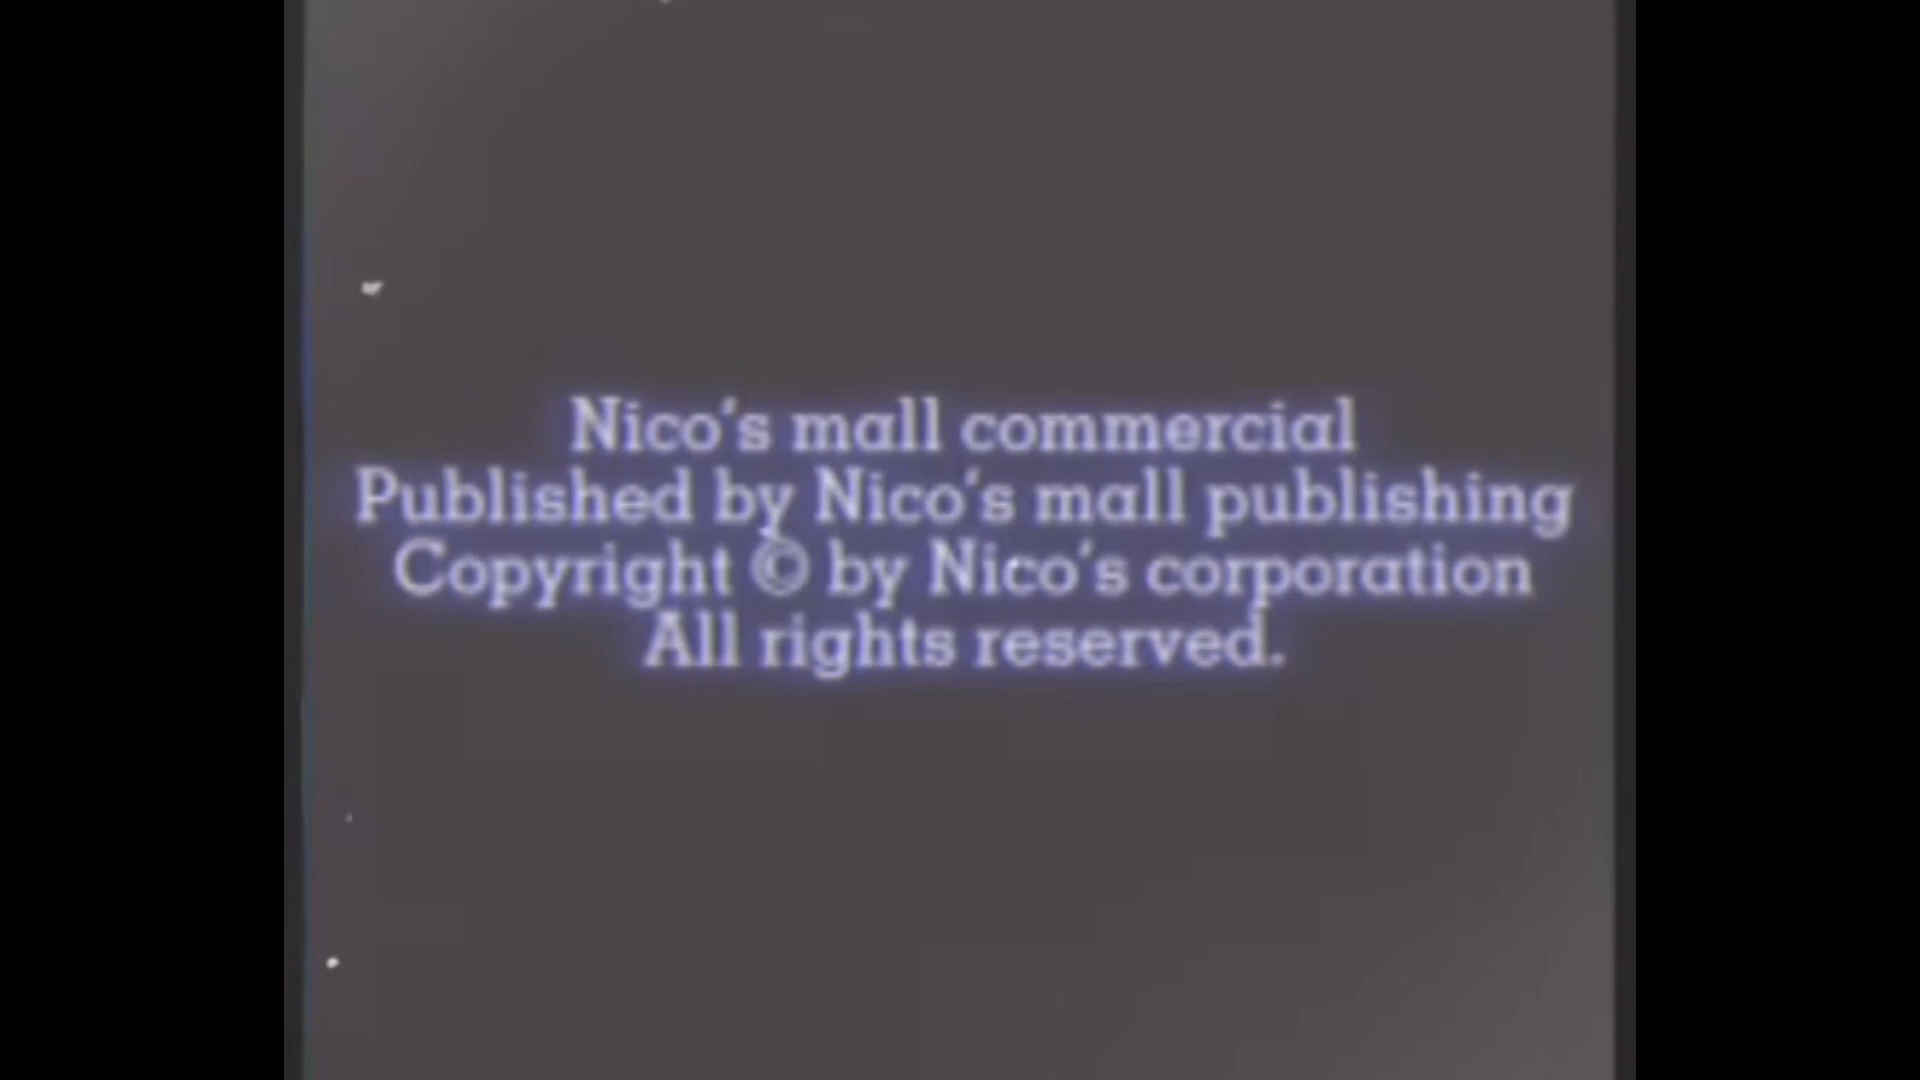 Nico's mall commercial
Published by Nico's mall publishing
Copyright © by Nico's corporation
All rights reserved.